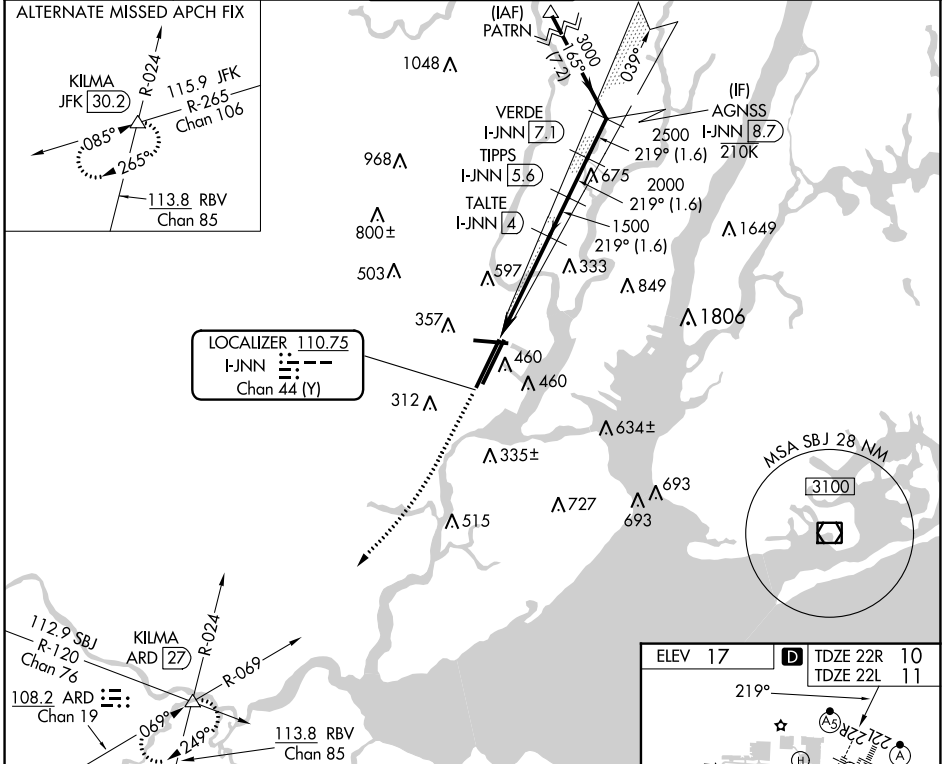 ALTERNATE MISSED APCH FIX
R-024
KILMA
JFK 30.2
115.9 JFK
R-265
Chan 106
085°
265°
113.8 RBV
Chan 85
(IAF)
PATRN
3000
165°
(7.2)
039°
1048
(IF)
AGNSS
I-JNN 8.7
210K
VERDE
I-JNN 7.1
2500
219° (1.6)
TIPPS
I-JNN 5.6
968
675
2000
219° (1.6)
TALTE
I-JNN 4
1500
219° (1.6)
800±
1649
503
597
333
849
357
1806
LOCALIZER 110.75
I-JNN
Chan 44 (Y)
460
460
312
634±
335±
MSA SBJ 28 NM
3100
727
693
693
515
112.9 SBJ
R-120
Chan 76
KILMA
ARD 27
R-024
R-069
108.2 ARD
Chan 19
069°
249°
113.8 RBV
Chan 85
ELEV 17
D
TDZE 22R 10
TDZE 22L 11
219°
A5
22R
22L
A
H